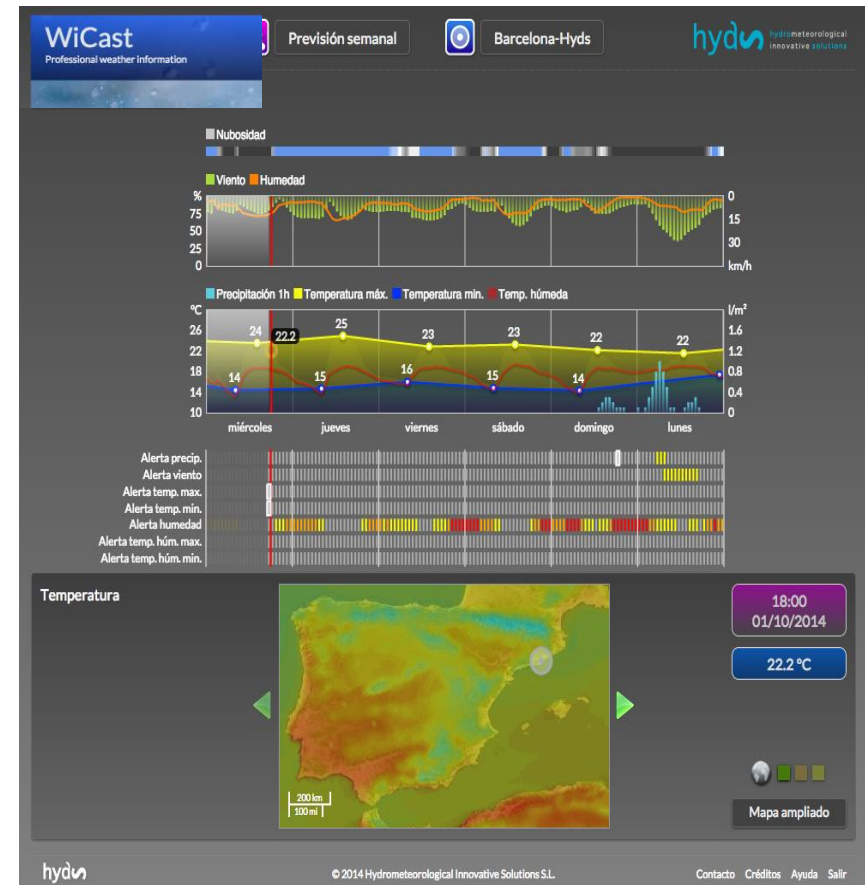 WiCast
Professional weather information
Previsión semanal
Barcelona-Hyds
hyds hydrometeorological
innovative solutions
Nubosidad
Viento Humedad
% 0
75 15
50
25 30
0 km/h
Precipitación 1h Temperatura máx. Temperatura min. Temp. húmeda
°C l/m²
26 24 22.2 25 23 23 22 22 1.6
22 1.2
18 14 15 16 15 14 0.8
14 0.4
10 0
miércoles jueves viernes sábado domingo lunes
Alerta precip.
Alerta viento
Alerta temp. max.
Alerta temp. min.
Alerta humedad
Alerta temp. húm. max.
Alerta temp. húm. min.
Temperatura
18:00
01/10/2014
22.2 °C
200 km
100 mi
Mapa ampliado
hyds © 2014 Hydrometeorological Innovative Solutions S.L. Contacto Créditos Ayuda Salir